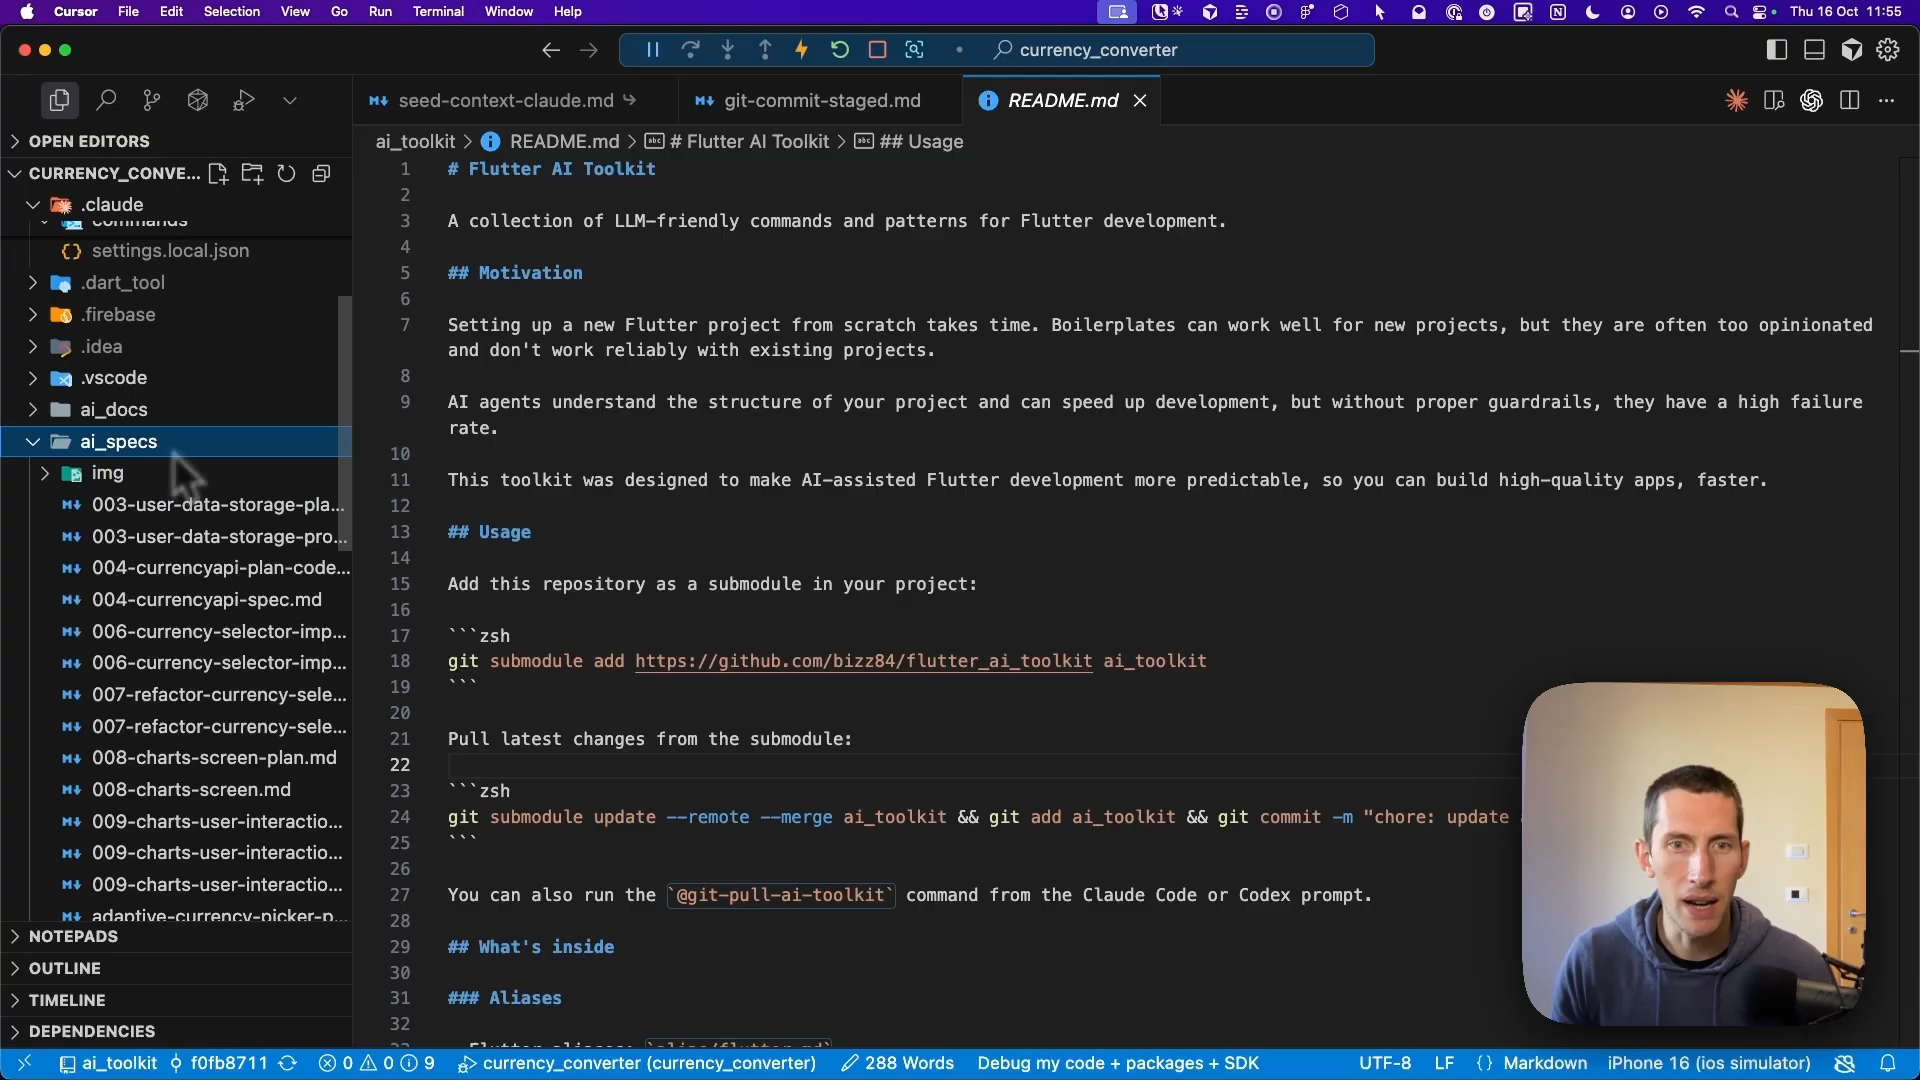 Cursor File Edit Selection View Go Run Terminal Window Help Thu 16 Oct 11:55
currency_converter
seed-context-claude.md git-commit-staged.md README.md
OPEN EDITORS
ai_toolkit > README.md > # Flutter AI Toolkit > ## Usage
CURRENCY_CONVE...
.claude
commands
settings.local.json
.dart_tool
.firebase
.idea
.vscode
ai_docs
ai_specs
img
003-user-data-storage-pla...
003-user-data-storage-pro...
004-currencyapi-plan-code...
004-currencyapi-spec.md
006-currency-selector-imp...
006-currency-selector-imp...
007-refactor-currency-sele...
007-refactor-currency-sele...
008-charts-screen-plan.md
008-charts-screen.md
009-charts-user-interactio...
009-charts-user-interactio...
009-charts-user-interactio...
adaptive-currency-picker-p...
NOTEPADS
OUTLINE
TIMELINE
DEPENDENCIES
1 # Flutter AI Toolkit
2
3 A collection of LLM-friendly commands and patterns for Flutter development.
4
5 ## Motivation
6
7 Setting up a new Flutter project from scratch takes time. Boilerplates can work well for new projects, but they are often too opinionated
and don't work reliably with existing projects.
8
9 AI agents understand the structure of your project and can speed up development, but without proper guardrails, they have a high failure
rate.
10
11 This toolkit was designed to make AI-assisted Flutter development more predictable, so you can build high-quality apps, faster.
12
13 ## Usage
14
15 Add this repository as a submodule in your project:
16
17 ```zsh
18 git submodule add https://github.com/bizz84/flutter_ai_toolkit ai_toolkit
19 ```
20
21 Pull latest changes from the submodule:
22
23 ```zsh
24 git submodule update --remote --merge ai_toolkit && git add ai_toolkit && git commit -m "chore: update
25 ```
26
27 You can also run the `@git-pull-ai-toolkit` command from the Claude Code or Codex prompt.
28
29 ## What's inside
30
31 ### Aliases
32
ai_toolkit f0fb8711 0 0 9 currency_converter (currency_converter) 288 Words Debug my code + packages + SDK UTF-8 LF {} Markdown iPhone 16 (ios simulator)